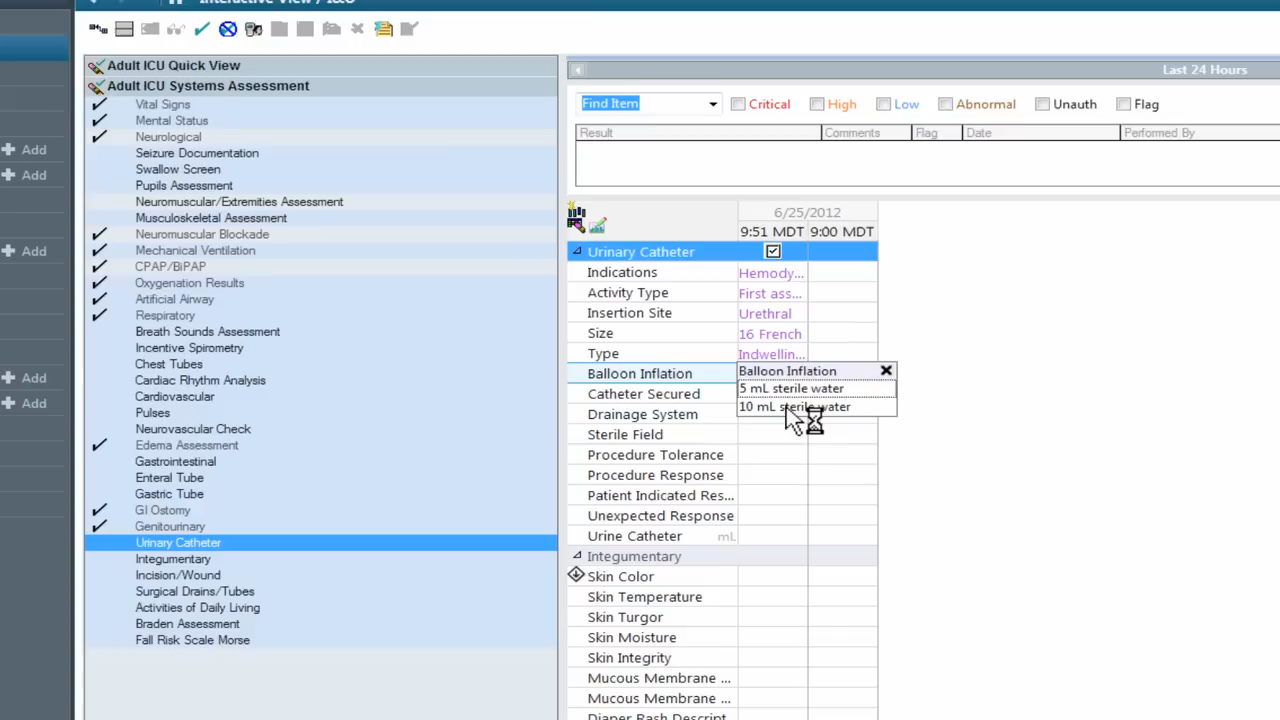 Interactive View / I&O
Adult ICU Quick View
Adult ICU Systems Assessment
Vital Signs
Mental Status
Neurological
Seizure Documentation
Swallow Screen
Pupils Assessment
Neuromuscular/Extremities Assessment
Musculoskeletal Assessment
Neuromuscular Blockade
Mechanical Ventilation
CPAP/BiPAP
Oxygenation Results
Artificial Airway
Respiratory
Breath Sounds Assessment
Incentive Spirometry
Chest Tubes
Cardiac Rhythm Analysis
Cardiovascular
Pulses
Neurovascular Check
Edema Assessment
Gastrointestinal
Enteral Tube
Gastric Tube
GI Ostomy
Genitourinary
Urinary Catheter
Integumentary
Incision/Wound
Surgical Drains/Tubes
Activities of Daily Living
Braden Assessment
Fall Risk Scale Morse
Add
Add
Add
Add
Add
Last 24 Hours
Find Item Critical High Low Abnormal Unauth Flag
Result Comments Flag Date Performed By
6/25/2012
9:51 MDT 9:00 MDT
Urinary Catheter
Indications Hemody...
Activity Type First ass...
Insertion Site Urethral
Size 16 French
Type Indwellin...
Balloon Inflation Balloon Inflation
5 mL sterile water
Catheter Secured 10 mL sterile water
Drainage System
Sterile Field
Procedure Tolerance
Procedure Response
Patient Indicated Res...
Unexpected Response
Urine Catheter mL
Integumentary
Skin Color
Skin Temperature
Skin Turgor
Skin Moisture
Skin Integrity
Mucous Membrane ...
Mucous Membrane ...
Diaper Rash Descript